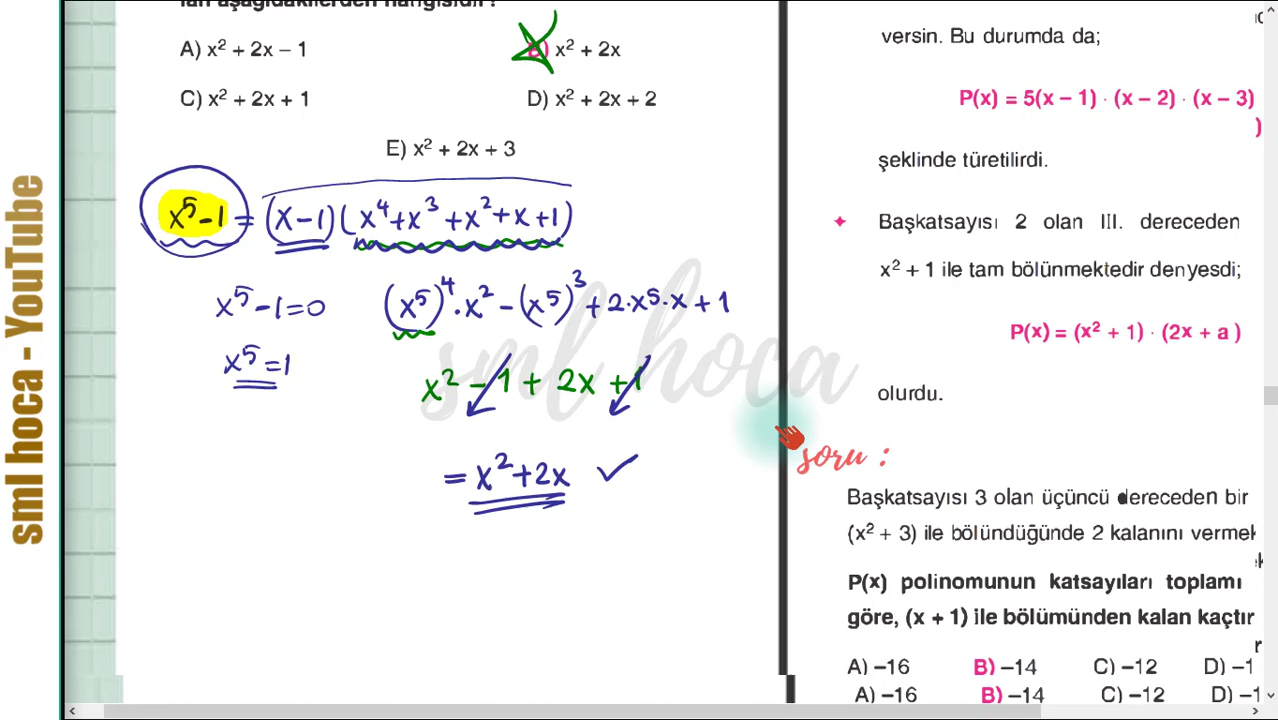 sml hoca - YouTube
A) x² + 2x – 1
B) x² + 2x
C) x² + 2x + 1
D) x² + 2x + 2
E) x² + 2x + 3
x⁵-1 = (x-1)(x⁴+x³+x²+x+1)
x⁵-1=0
(x⁵)⁴·x²-(x⁵)³+2·x⁵·x+1
x⁵=1
x²-1+2x+1
=x²+2x ✓
sml hoca
versin. Bu durumda da;
P(x) = 5(x – 1) · (x – 2) · (x – 3)
)
şeklinde türetilirdi.
Başkatsayısı 2 olan III. dereceden
x² + 1 ile tam bölünmektedir denyesdi;
P(x) = (x² + 1) · (2x + a )
olurdu.
soru :
Başkatsayısı 3 olan üçüncü dereceden bir
(x² + 3) ile bölündüğünde 2 kalanını vermek
P(x) polinomunun katsayıları toplamı
göre, (x + 1) ile bölümünden kalan kaçtır
A) –16 B) –14 C) –12 D) –1
A) –16 B) –14 C) –12 D) –1